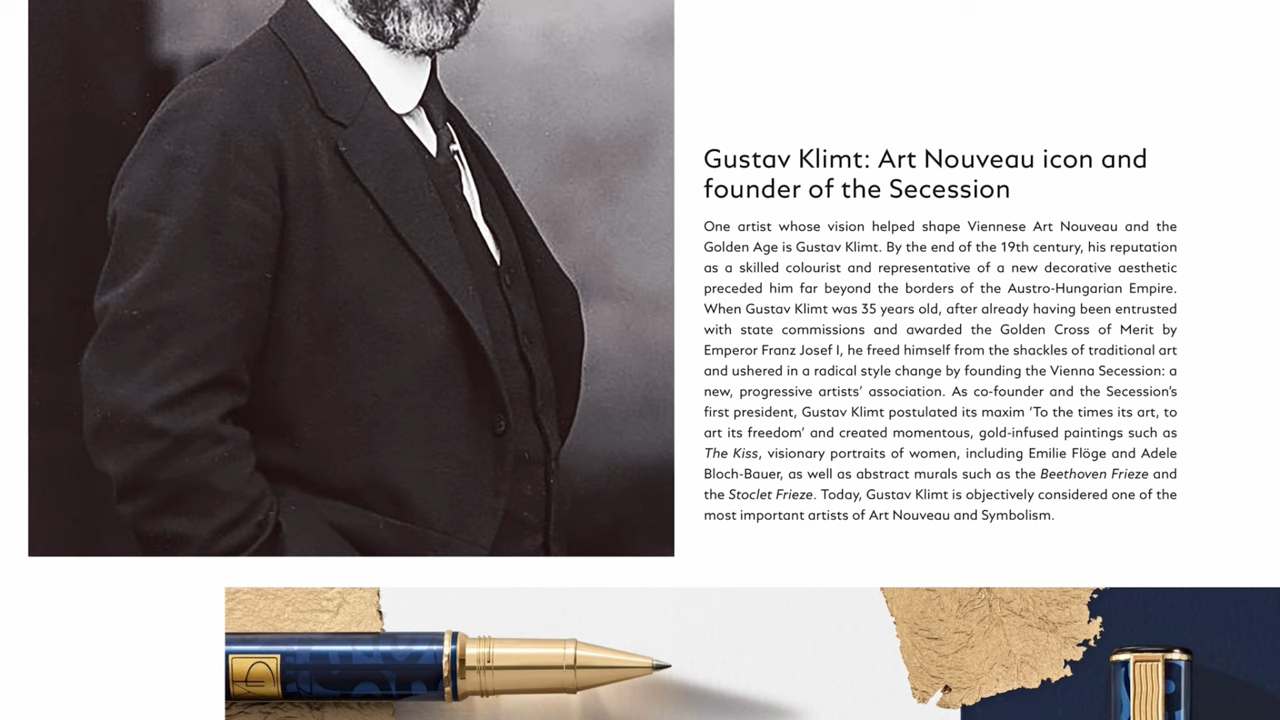 Gustav Klimt: Art Nouveau icon and
founder of the Secession
One artist whose vision helped shape Viennese Art Nouveau and the
Golden Age is Gustav Klimt. By the end of the 19th century, his reputation
as a skilled colourist and representative of a new decorative aesthetic
preceded him far beyond the borders of the Austro-Hungarian Empire.
When Gustav Klimt was 35 years old, after already having been entrusted
with state commissions and awarded the Golden Cross of Merit by
Emperor Franz Josef I, he freed himself from the shackles of traditional art
and ushered in a radical style change by founding the Vienna Secession: a
new, progressive artists’ association. As co-founder and the Secession’s
first president, Gustav Klimt postulated its maxim ‘To the times its art, to
art its freedom’ and created momentous, gold-infused paintings such as
The Kiss, visionary portraits of women, including Emilie Flöge and Adele
Bloch-Bauer, as well as abstract murals such as the Beethoven Frieze and
the Stoclet Frieze. Today, Gustav Klimt is objectively considered one of the
most important artists of Art Nouveau and Symbolism.